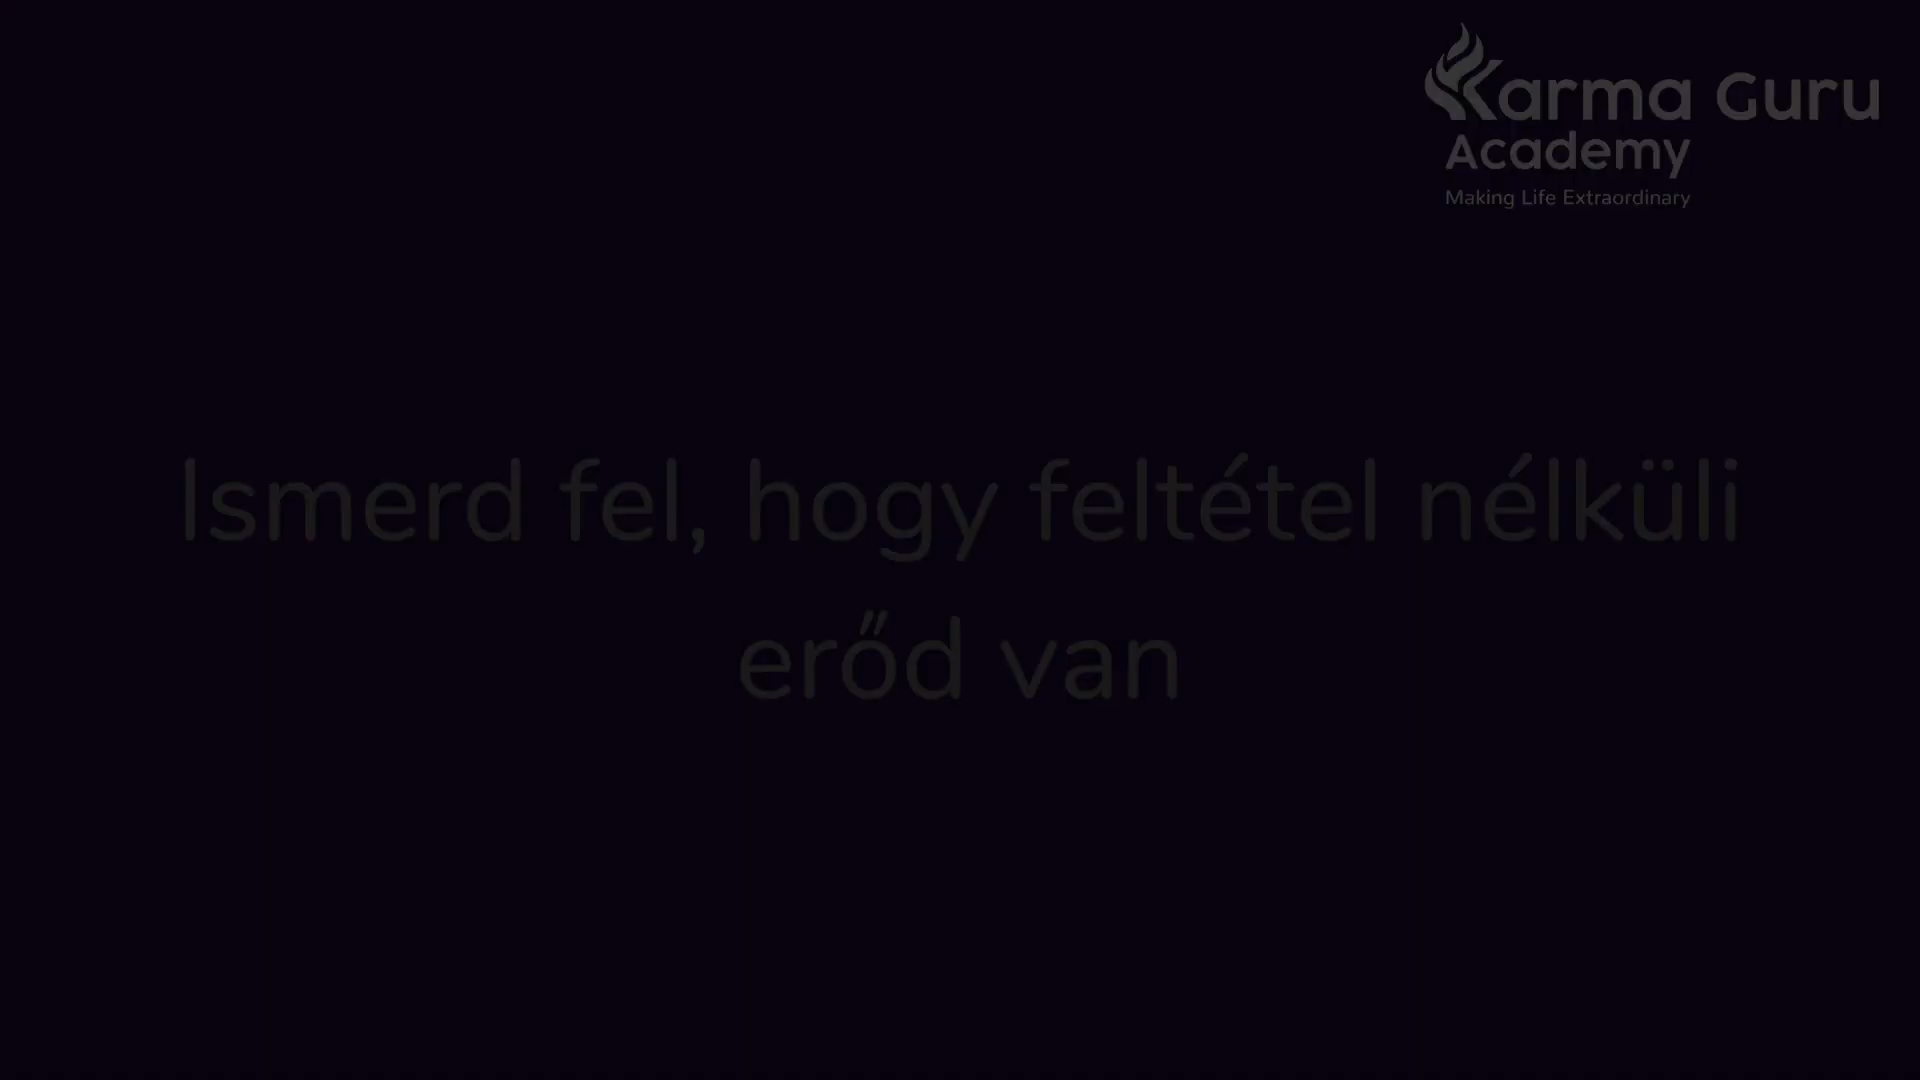 Karma Guru
Academy
Making Life Extraordinary
Ismerd fel, hogy feltétel nélküli
erőd van